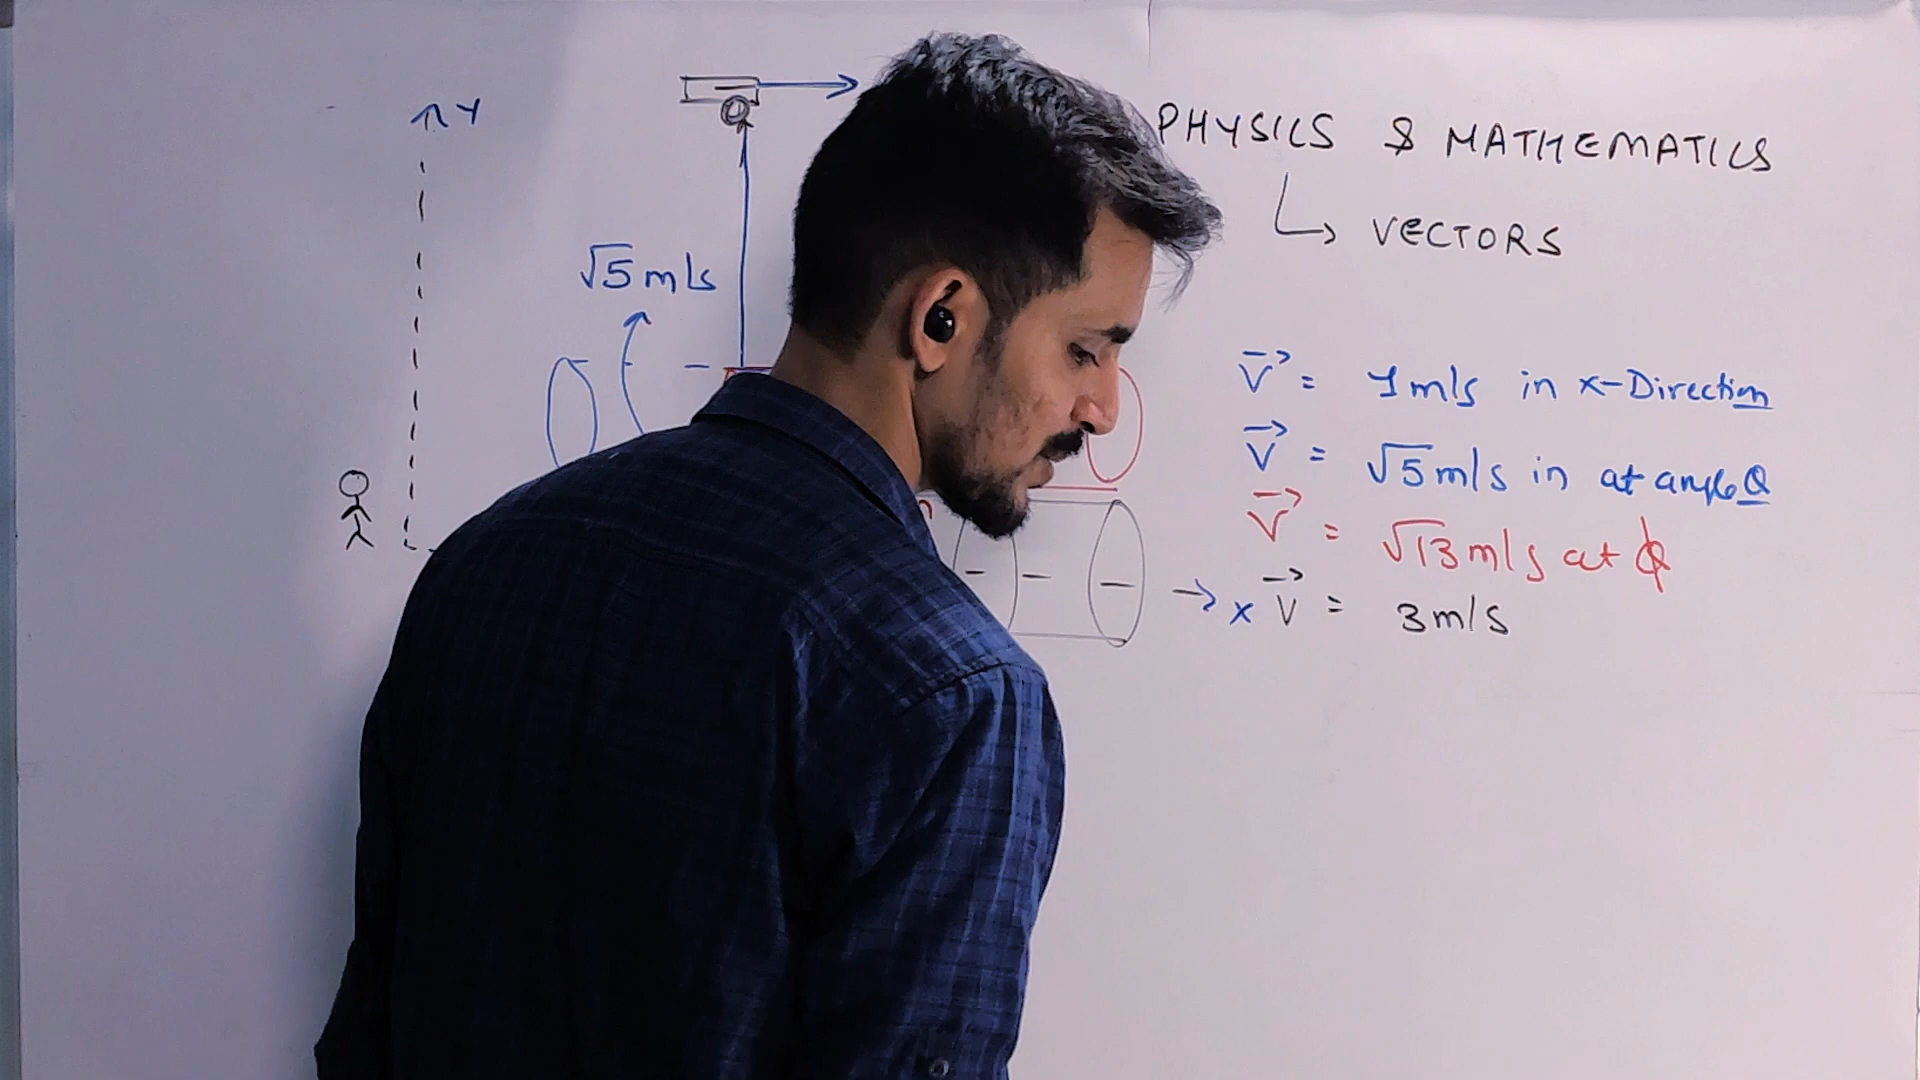 PHYSICS & MATHEMATICS
↳ VECTORS
Y
√5 m/s
V⃗ = 1 m/s in x-Direction
V⃗ = √5 m/s in at angle θ
V⃗ = √13 m/s at ϕ
→ x
V⃗ = 3 m/s